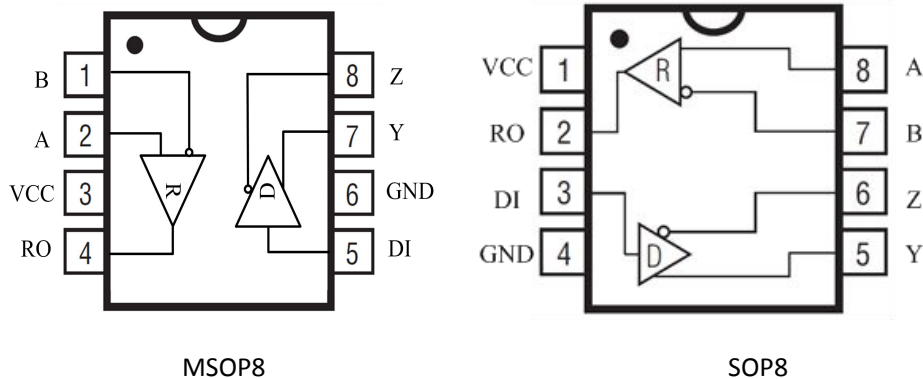 B 1 8 Z
A 2 7 Y
VCC 3 6 GND
RO 4 5 DI
R D
MSOP8
VCC 1 8 A
RO 2 7 B
DI 3 6 Z
GND 4 5 Y
R
D
SOP8